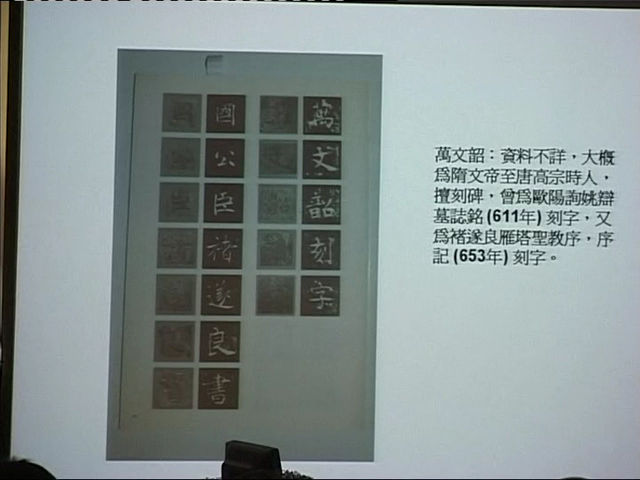 萬文韶刻字
國公臣褚遂良書
萬文韶：資料不詳，大概
爲隋文帝至唐高宗時人，
擅刻碑，曾爲歐陽詢姚辯
墓誌銘 (611年) 刻字，又
爲褚遂良雁塔聖教序，序
記 (653年) 刻字。